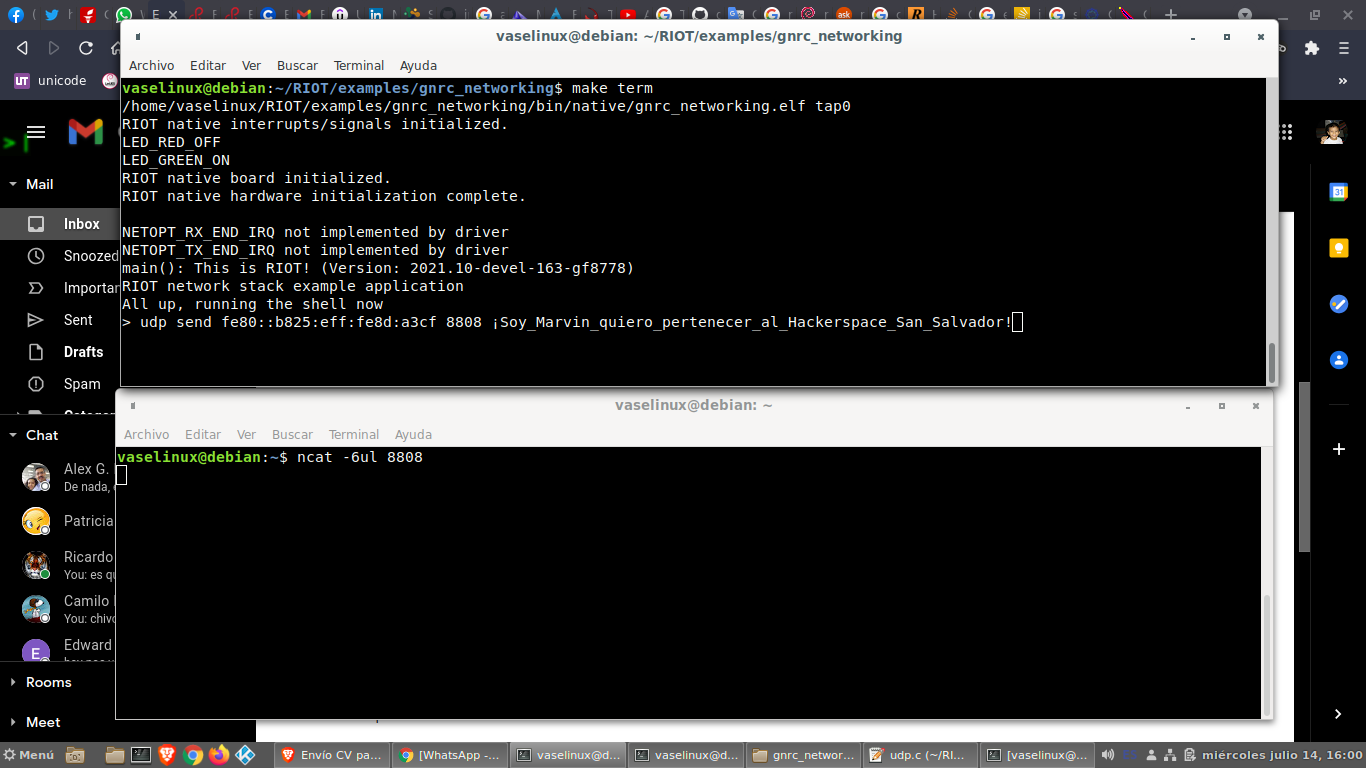 vaselinux@debian: ~/RIOT/examples/gnrc_networking
Archivo Editar Ver Buscar Terminal Ayuda
unicode
vaselinux@debian:~/RIOT/examples/gnrc_networking$ make term
/home/vaselinux/RIOT/examples/gnrc_networking/bin/native/gnrc_networking.elf tap0
RIOT native interrupts/signals initialized.
LED_RED_OFF
LED_GREEN_ON
RIOT native board initialized.
RIOT native hardware initialization complete.
NETOPT_RX_END_IRQ not implemented by driver
NETOPT_TX_END_IRQ not implemented by driver
main(): This is RIOT! (Version: 2021.10-devel-163-gf8778)
RIOT network stack example application
All up, running the shell now
> udp send fe80::b825:eff:fe8d:a3cf 8808 ¡Soy_Marvin_quiero_pertenecer_al_Hackerspace_San_Salvador!
Mail
Inbox
Snoozed
Importan
Sent
Drafts
Spam
vaselinux@debian: ~
Archivo Editar Ver Buscar Terminal Ayuda
vaselinux@debian:~$ ncat -6ul 8808
Chat
Alex G.
De nada,
Patricia
Ricardo
You: es qu
Camilo
You: chivo
Edward
Rooms
Meet
Menú
Envío CV pa...
[WhatsApp -...
vaselinux@d...
vaselinux@d...
gnrc_networ...
udp.c (~/RI...
[vaselinux@...
miércoles julio 14, 16:00